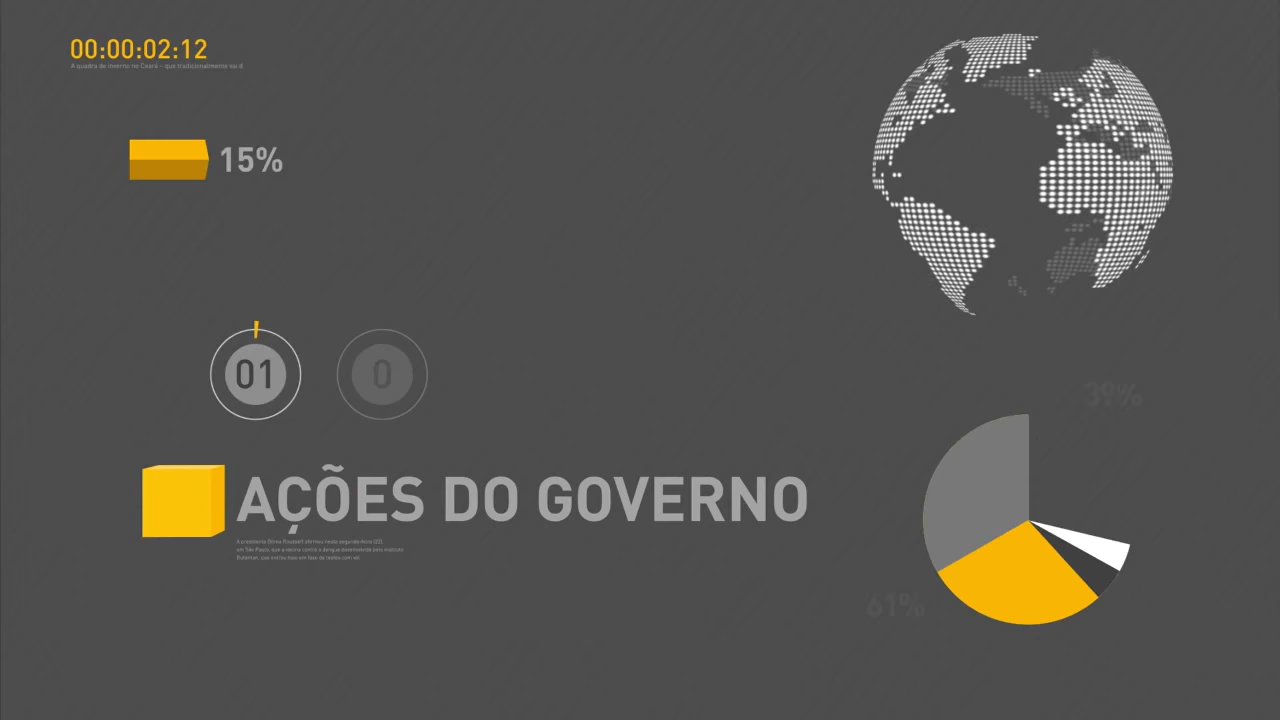 00:00:02:12
A quadra de inverno no Ceará – que tradicionalmente vai d
15%
01
0
39%
AÇÕES DO GOVERNO
A presidente Dilma Rousseff afirmou nesta segunda-feira (22),
em São Paulo, que a vacina contra a dengue desenvolvida pelo Instituto
Butantan, que entrou hoje em fase de testes com vol
61%